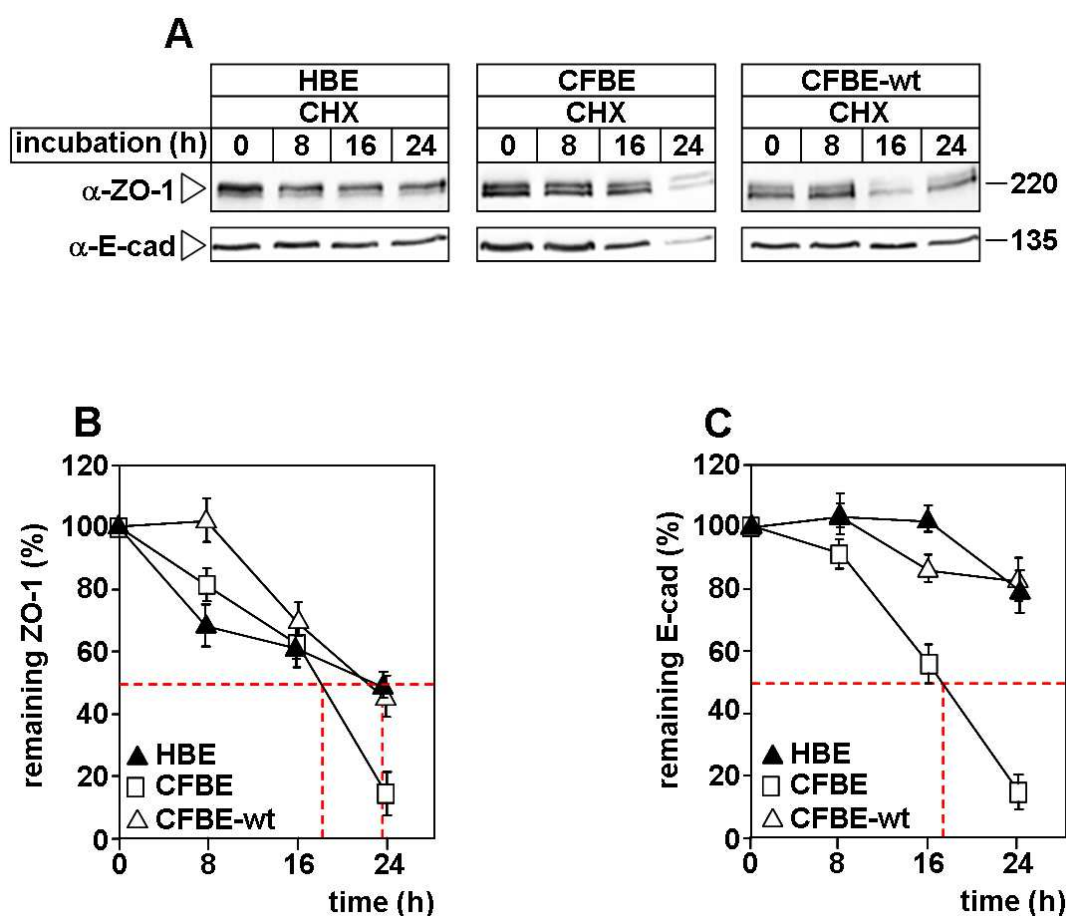 A
HBE CFBE CFBE-wt
CHX CHX CHX
incubation (h) 0 8 16 24 0 8 16 24 0 8 16 24
α-ZO-1 220
α-E-cad 135
B
120
100
80
60
40
20
0
remaining ZO-1 (%)
HBE
CFBE
CFBE-wt
0 8 16 24
time (h)
C
120
100
80
60
40
20
0
remaining E-cad (%)
HBE
CFBE
CFBE-wt
0 8 16 24
time (h)